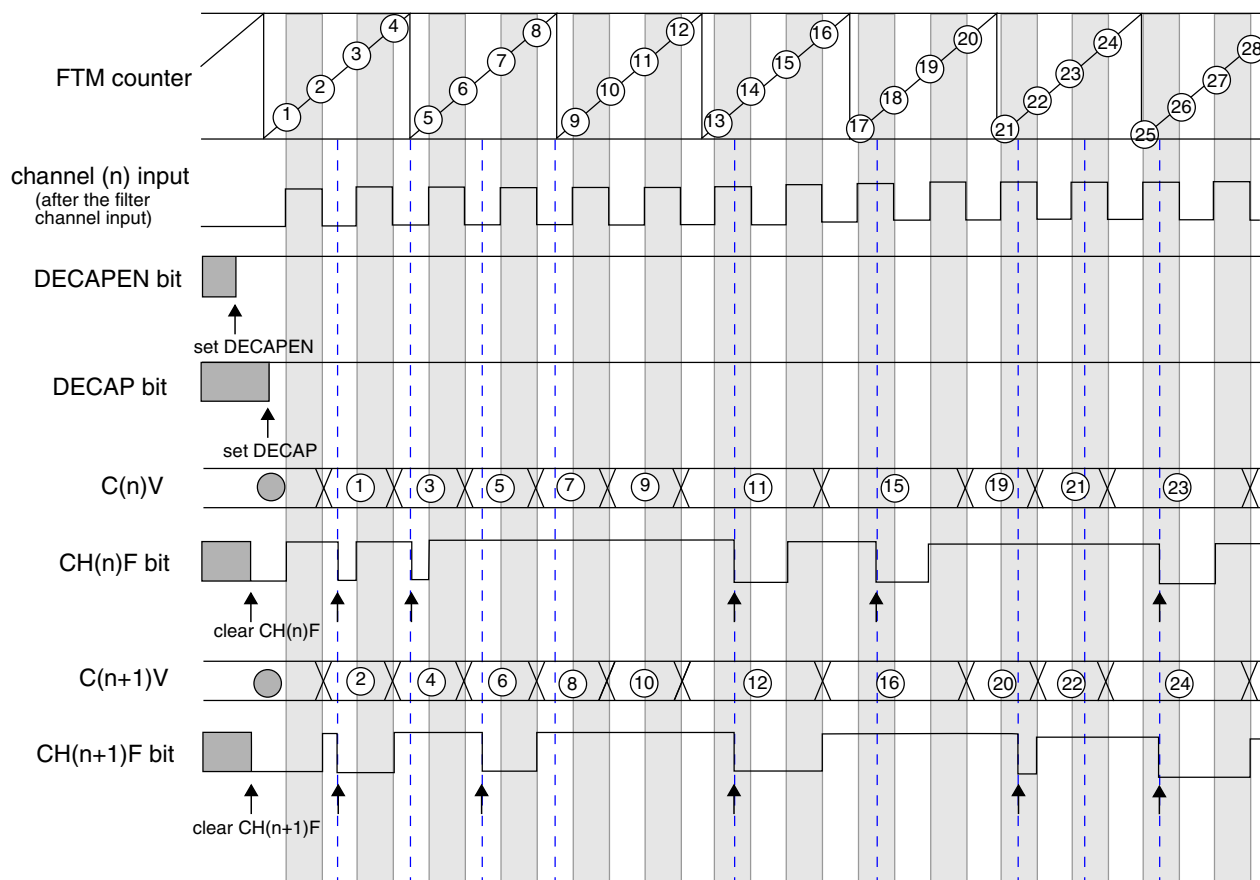 FTM counter
1 2 3 4 5 6 7 8 9 10 11 12 13 14 15 16 17 18 19 20 21 22 23 24 25 26 27 28
channel (n) input
(after the filter
channel input)
DECAPEN bit
set DECAPEN
DECAP bit
set DECAP
C(n)V
1 3 5 7 9 11 15 19 21 23
CH(n)F bit
clear CH(n)F
C(n+1)V
2 4 6 8 10 12 16 20 22 24
CH(n+1)F bit
clear CH(n+1)F